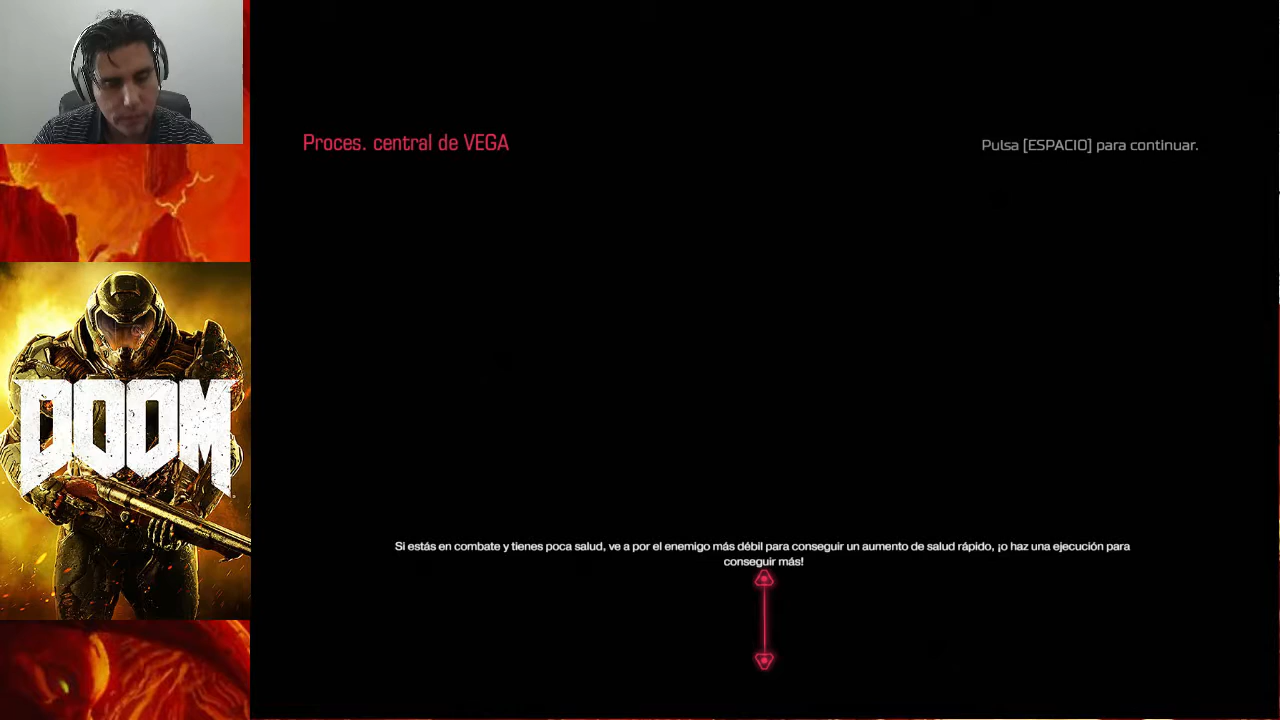 Proces. central de VEGA
Pulsa [ESPACIO] para continuar.
DOOM
Si estás en combate y tienes poca salud, ve a por el enemigo más débil para conseguir un aumento de salud rápido, ¡o haz una ejecución para
conseguir más!